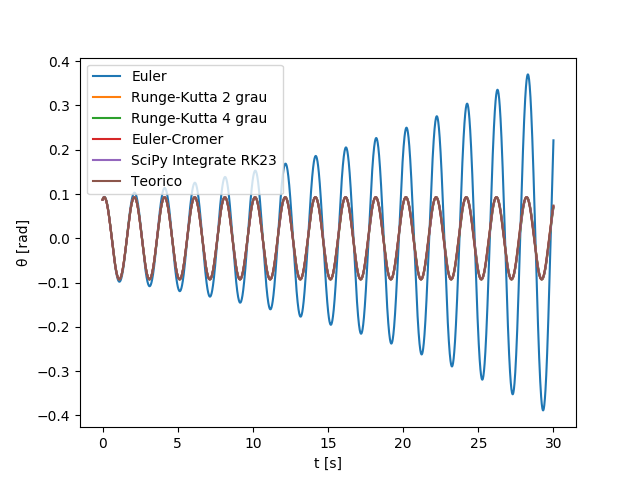 0.4
0.3
0.2
0.1
0.0
−0.1
−0.2
−0.3
−0.4
θ [rad]
Euler
Runge-Kutta 2 grau
Runge-Kutta 4 grau
Euler-Cromer
SciPy Integrate RK23
Teorico
0 5 10 15 20 25 30
t [s]